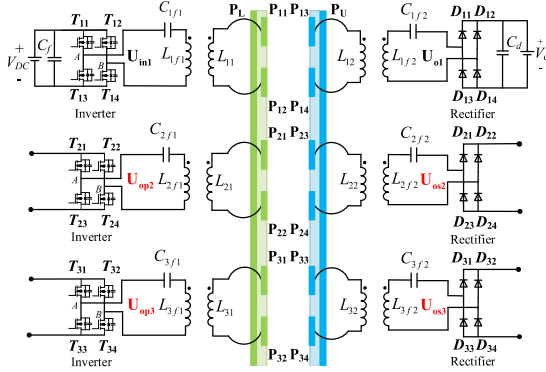 T11 T12 C1f1 PL P11 P13 PU C1f2 D11 D12
+ VDC - Cf A B Uin1 L1f1 L11 L12 L1f2 Uo1 Cd +
T13 T14 D13 D14
Inverter P12 P14 Rectifier
T21 T22 C2f1 P21 P23 C2f2 D21 D22
A B Uop2 L2f1 L21 L22 L2f2 Uos2
T23 T24 P22 P24 D23 D24
Inverter Rectifier
T31 T32 C3f1 P31 P33 C3f2 D31 D32
A B Uop3 L3f1 L31 L32 L3f2 Uos3
T33 T34 P32 P34 D33 D34
Inverter Rectifier